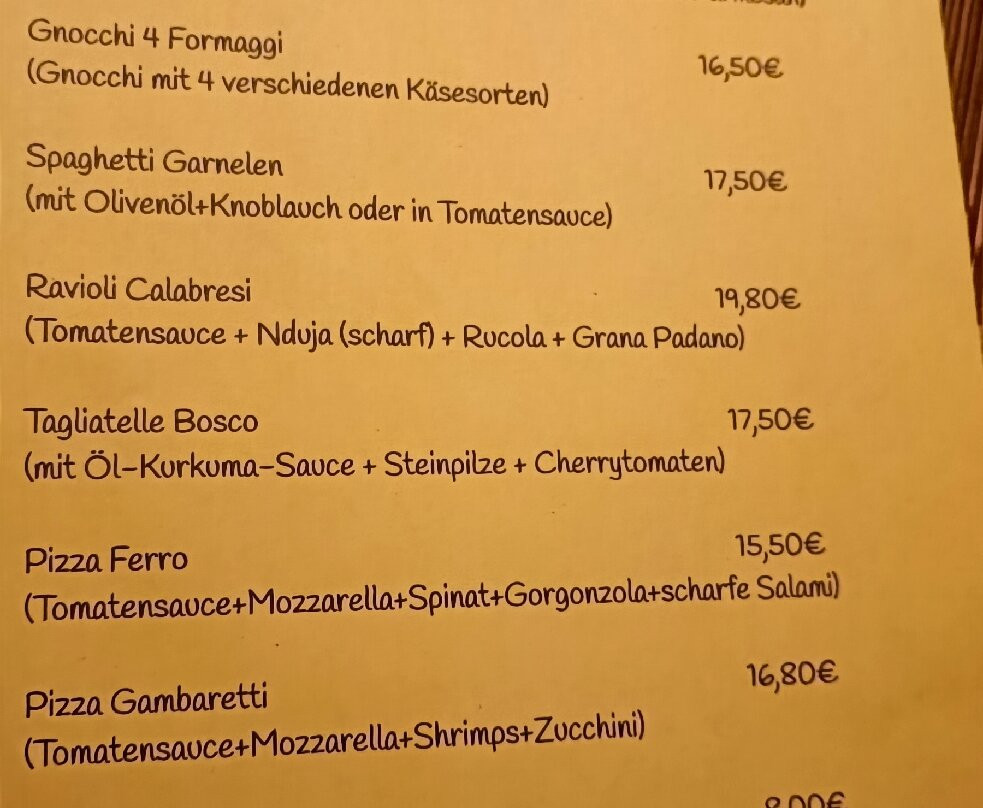 Gnocchi 4 Formaggi
16,50€
(Gnocchi mit 4 verschiedenen Käsesorten)
Spaghetti Garnelen
17,50€
(mit Olivenöl+Knoblauch oder in Tomatensauce)
Ravioli Calabresi
19,80€
(Tomatensauce + Nduja (scharf) + Rucola + Grana Padano)
Tagliatelle Bosco
17,50€
(mit Öl-Kurkuma-Sauce + Steinpilze + Cherrytomaten)
Pizza Ferro
15,50€
(Tomatensauce+Mozzarella+Spinat+Gorgonzola+scharfe Salami)
Pizza Gambaretti
16,80€
(Tomatensauce+Mozzarella+Shrimps+Zucchini)